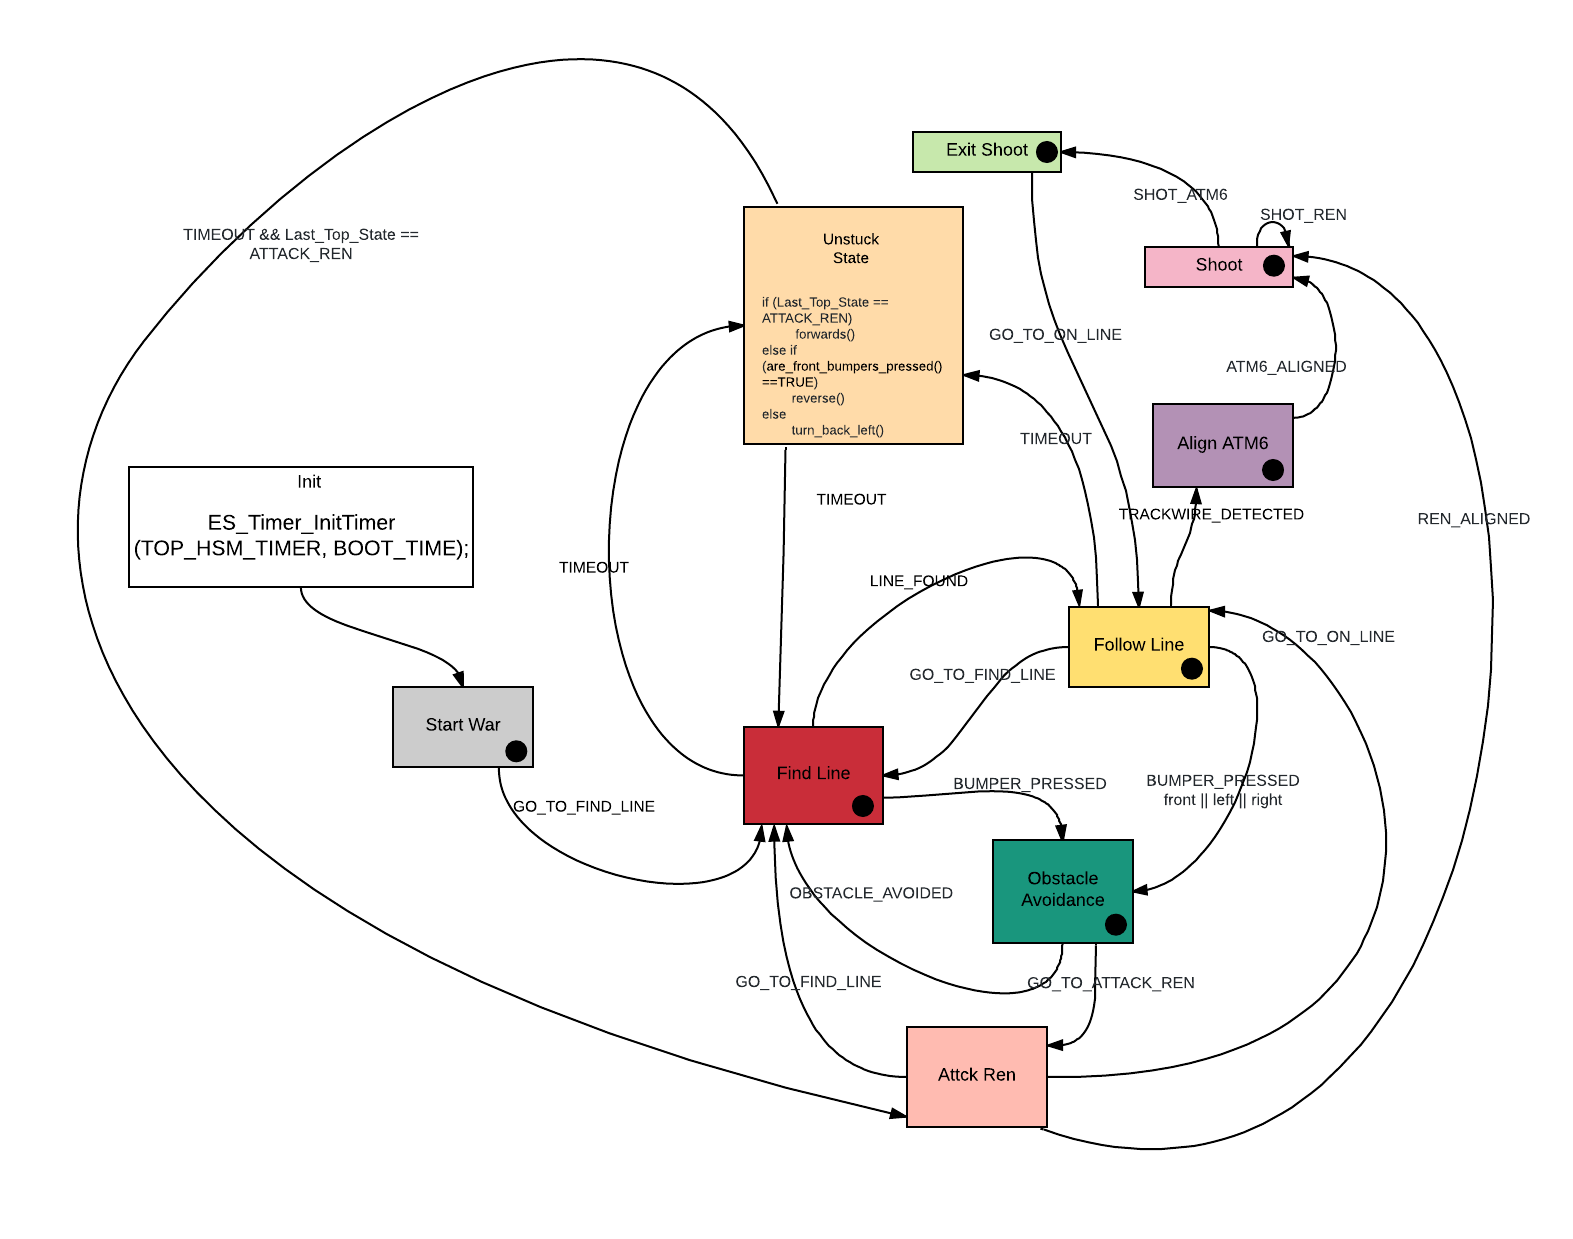 Exit Shoot
SHOT_ATM6
SHOT_REN
TIMEOUT && Last_Top_State ==
ATTACK_REN
Unstuck
State
if (Last_Top_State ==
ATTACK_REN)
forwards()
else if
(are_front_bumpers_pressed()
==TRUE)
reverse()
else
turn_back_left()
Shoot
GO_TO_ON_LINE
ATM6_ALIGNED
TIMEOUT
Align ATM6
Init
ES_Timer_InitTimer
(TOP_HSM_TIMER, BOOT_TIME);
TIMEOUT
TRACKWIRE_DETECTED
REN_ALIGNED
TIMEOUT
LINE_FOUND
Follow Line
GO_TO_ON_LINE
GO_TO_FIND_LINE
Start War
Find Line
BUMPER_PRESSED
BUMPER_PRESSED
front || left || right
GO_TO_FIND_LINE
Obstacle
Avoidance
OBSTACLE_AVOIDED
GO_TO_FIND_LINE
GO_TO_ATTACK_REN
Attck Ren